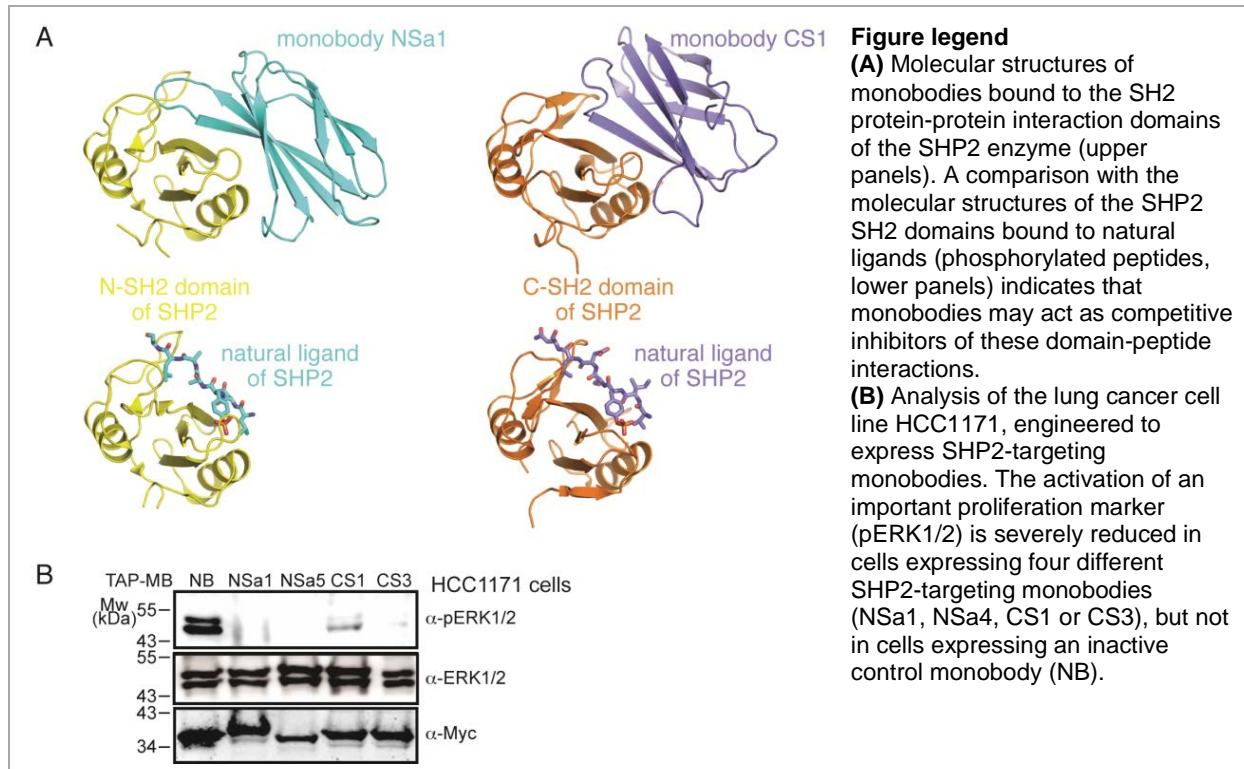 A
monobody NSa1
monobody CS1
N-SH2 domain
of SHP2
natural ligand
of SHP2
C-SH2 domain
of SHP2
natural ligand
of SHP2
B
TAP-MB NB NSa1 NSa5 CS1 CS3 HCC1171 cells
Mw
(kDa)
55
43
α-pERK1/2
55
43
α-ERK1/2
43
34
α-Myc
Figure legend
(A) Molecular structures of
monobodies bound to the SH2
protein-protein interaction domains
of the SHP2 enzyme (upper
panels). A comparison with the
molecular structures of the SHP2
SH2 domains bound to natural
ligands (phosphorylated peptides,
lower panels) indicates that
monobodies may act as competitive
inhibitors of these domain-peptide
interactions.
(B) Analysis of the lung cancer cell
line HCC1171, engineered to
express SHP2-targeting
monobodies. The activation of an
important proliferation marker
(pERK1/2) is severely reduced in
cells expressing four different
SHP2-targeting monobodies
(NSa1, NSa4, CS1 or CS3), but not
in cells expressing an inactive
control monobody (NB).